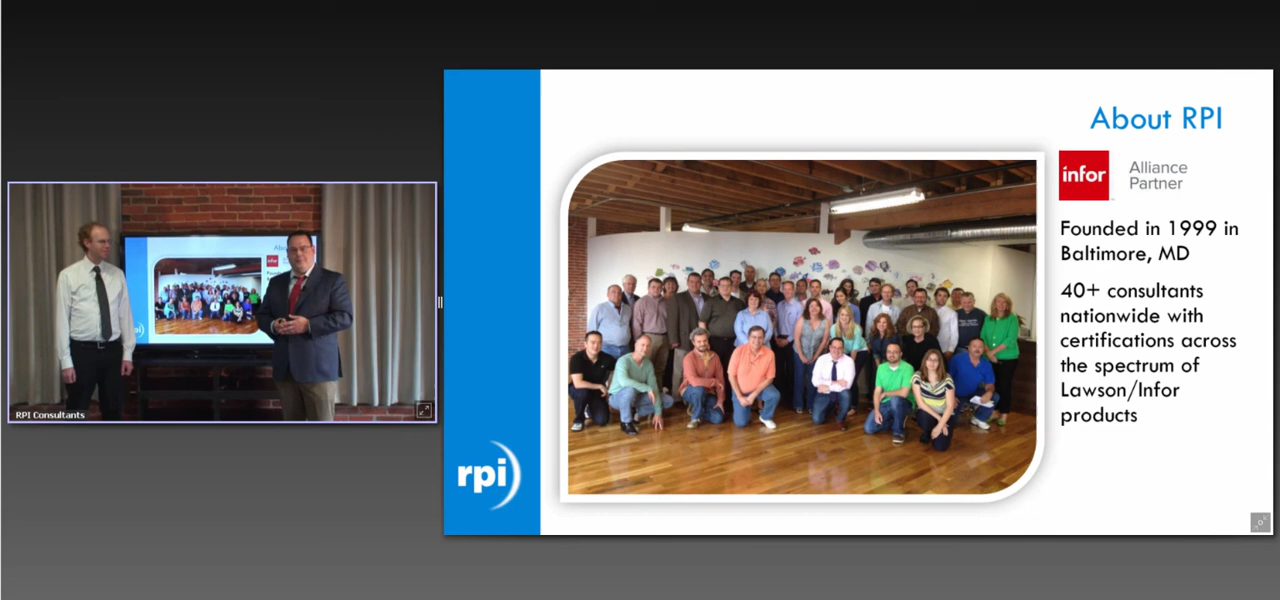 RPI Consultants
About RPI
infor
Alliance
Partner
Founded in 1999 in
Baltimore, MD
40+ consultants
nationwide with
certifications across
the spectrum of
Lawson/Infor
products
rpi